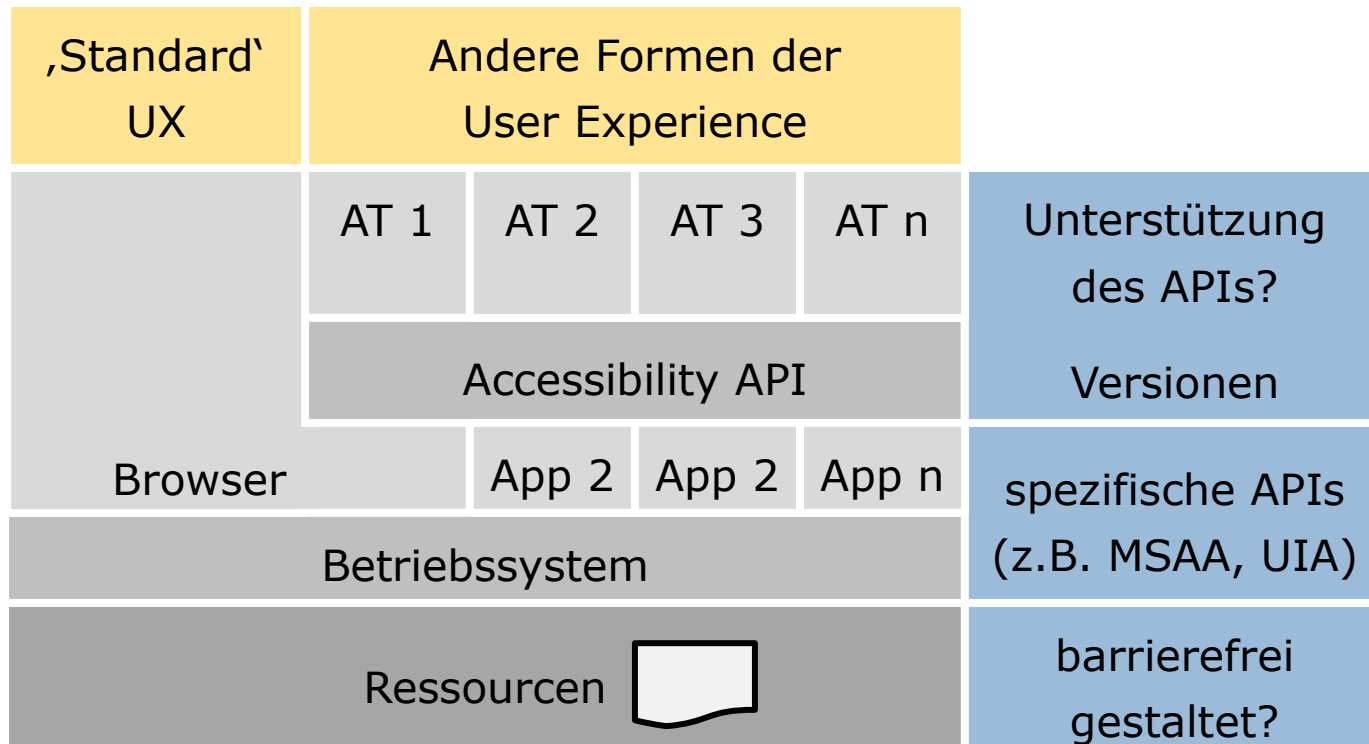 ‚Standard‘
UX
Andere Formen der
User Experience
AT 1
AT 2
AT 3
AT n
Unterstützung
des APIs?
Accessibility API
Versionen
Browser
App 2
App 2
App n
spezifische APIs
(z.B. MSAA, UIA)
Betriebssystem
Ressourcen
barrierefrei
gestaltet?